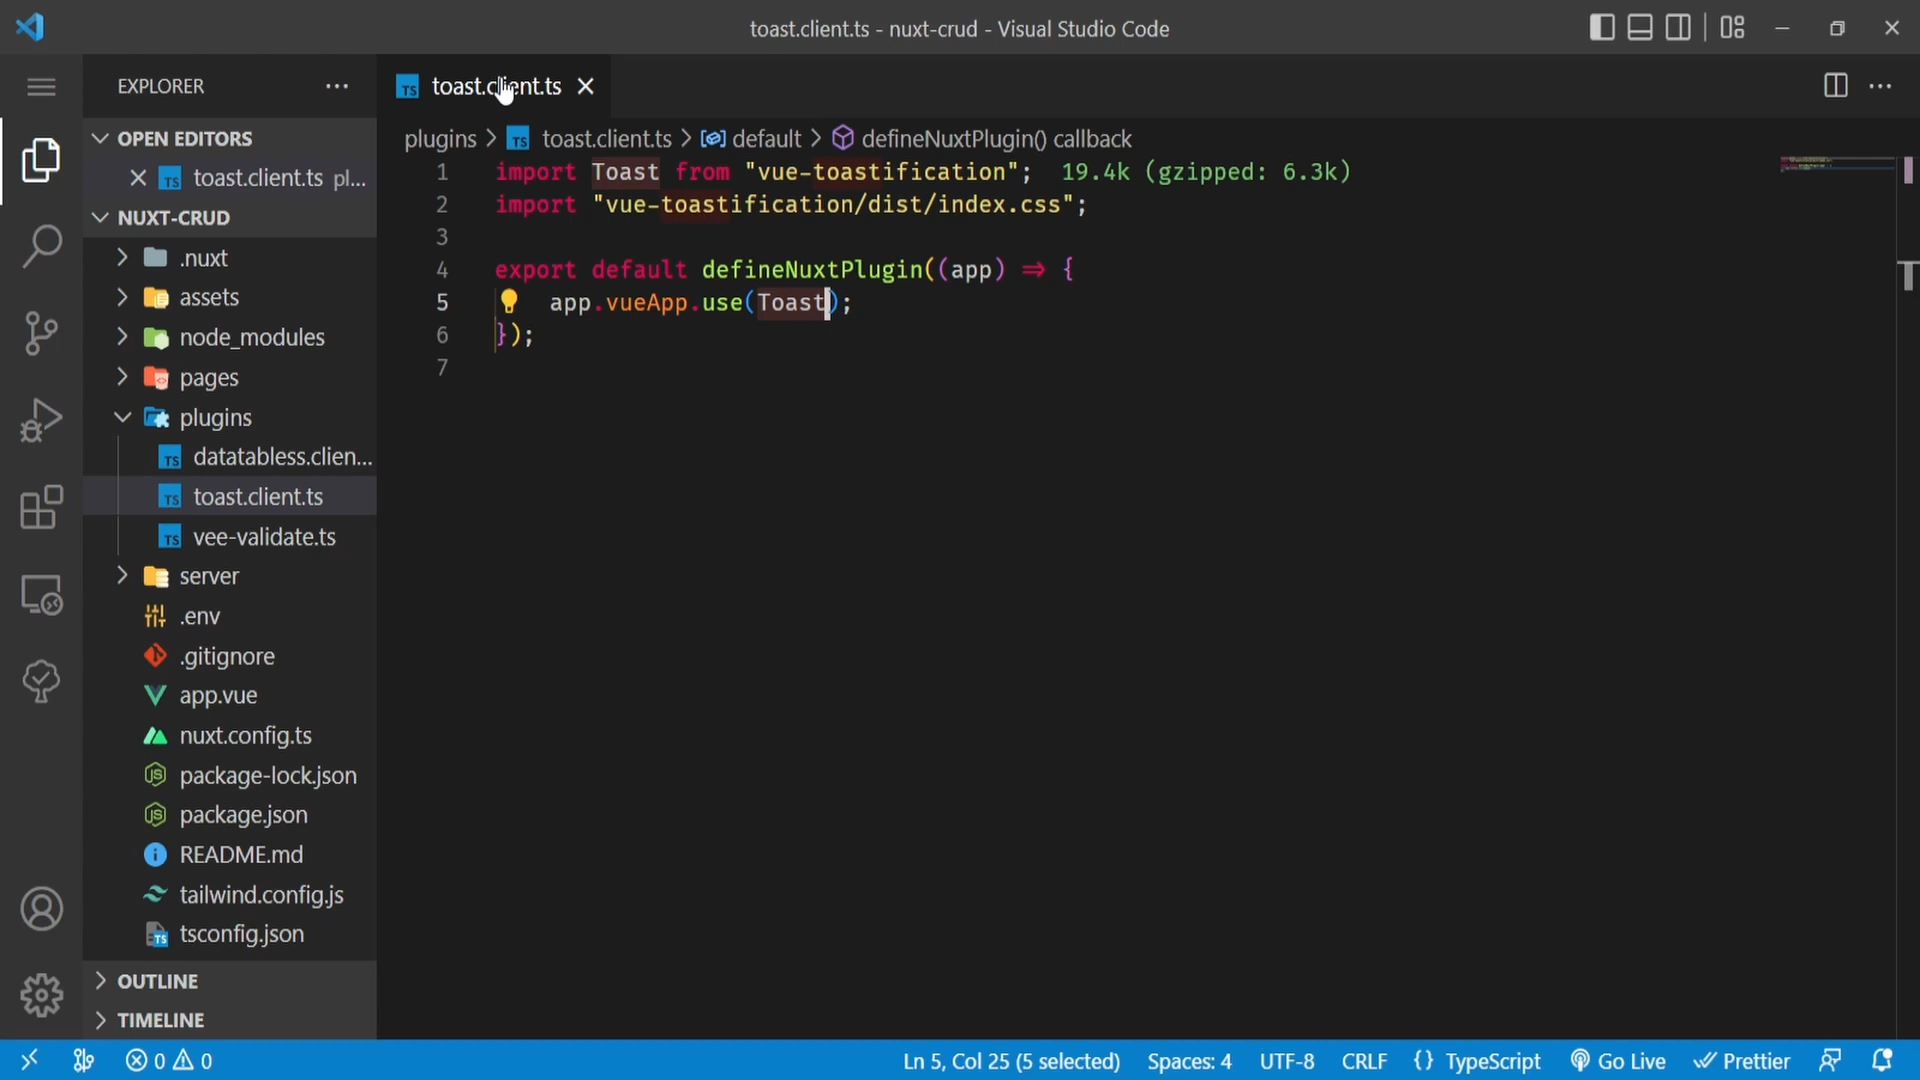 toast.client.ts - nuxt-crud - Visual Studio Code
EXPLORER
toast.client.ts
OPEN EDITORS
toast.client.ts pl...
NUXT-CRUD
.nuxt
assets
node_modules
pages
plugins
datatabless.clien...
toast.client.ts
vee-validate.ts
server
.env
.gitignore
app.vue
nuxt.config.ts
package-lock.json
package.json
README.md
tailwind.config.js
tsconfig.json
OUTLINE
TIMELINE
plugins > TS toast.client.ts > default > defineNuxtPlugin() callback
1 import Toast from "vue-toastification"; 19.4k (gzipped: 6.3k)
2 import "vue-toastification/dist/index.css";
3
4 export default defineNuxtPlugin((app) => {
5 app.vueApp.use(Toast);
6 });
7
0 0 Ln 5, Col 25 (5 selected) Spaces: 4 UTF-8 CRLF {} TypeScript Go Live Prettier